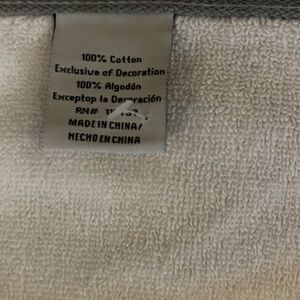 100% Cotton
Exclusive of Decoration
100% Algodón
Exceptop la Decoración
RN#
MADE IN CHINA/
HECHO EN CHINA